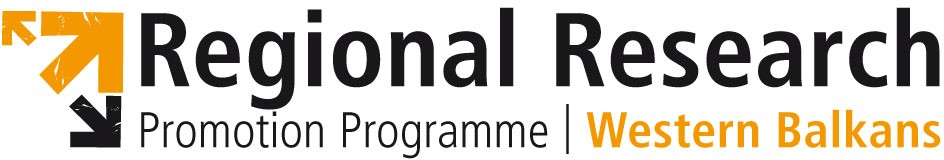 Regional Research
Promotion Programme | Western Balkans